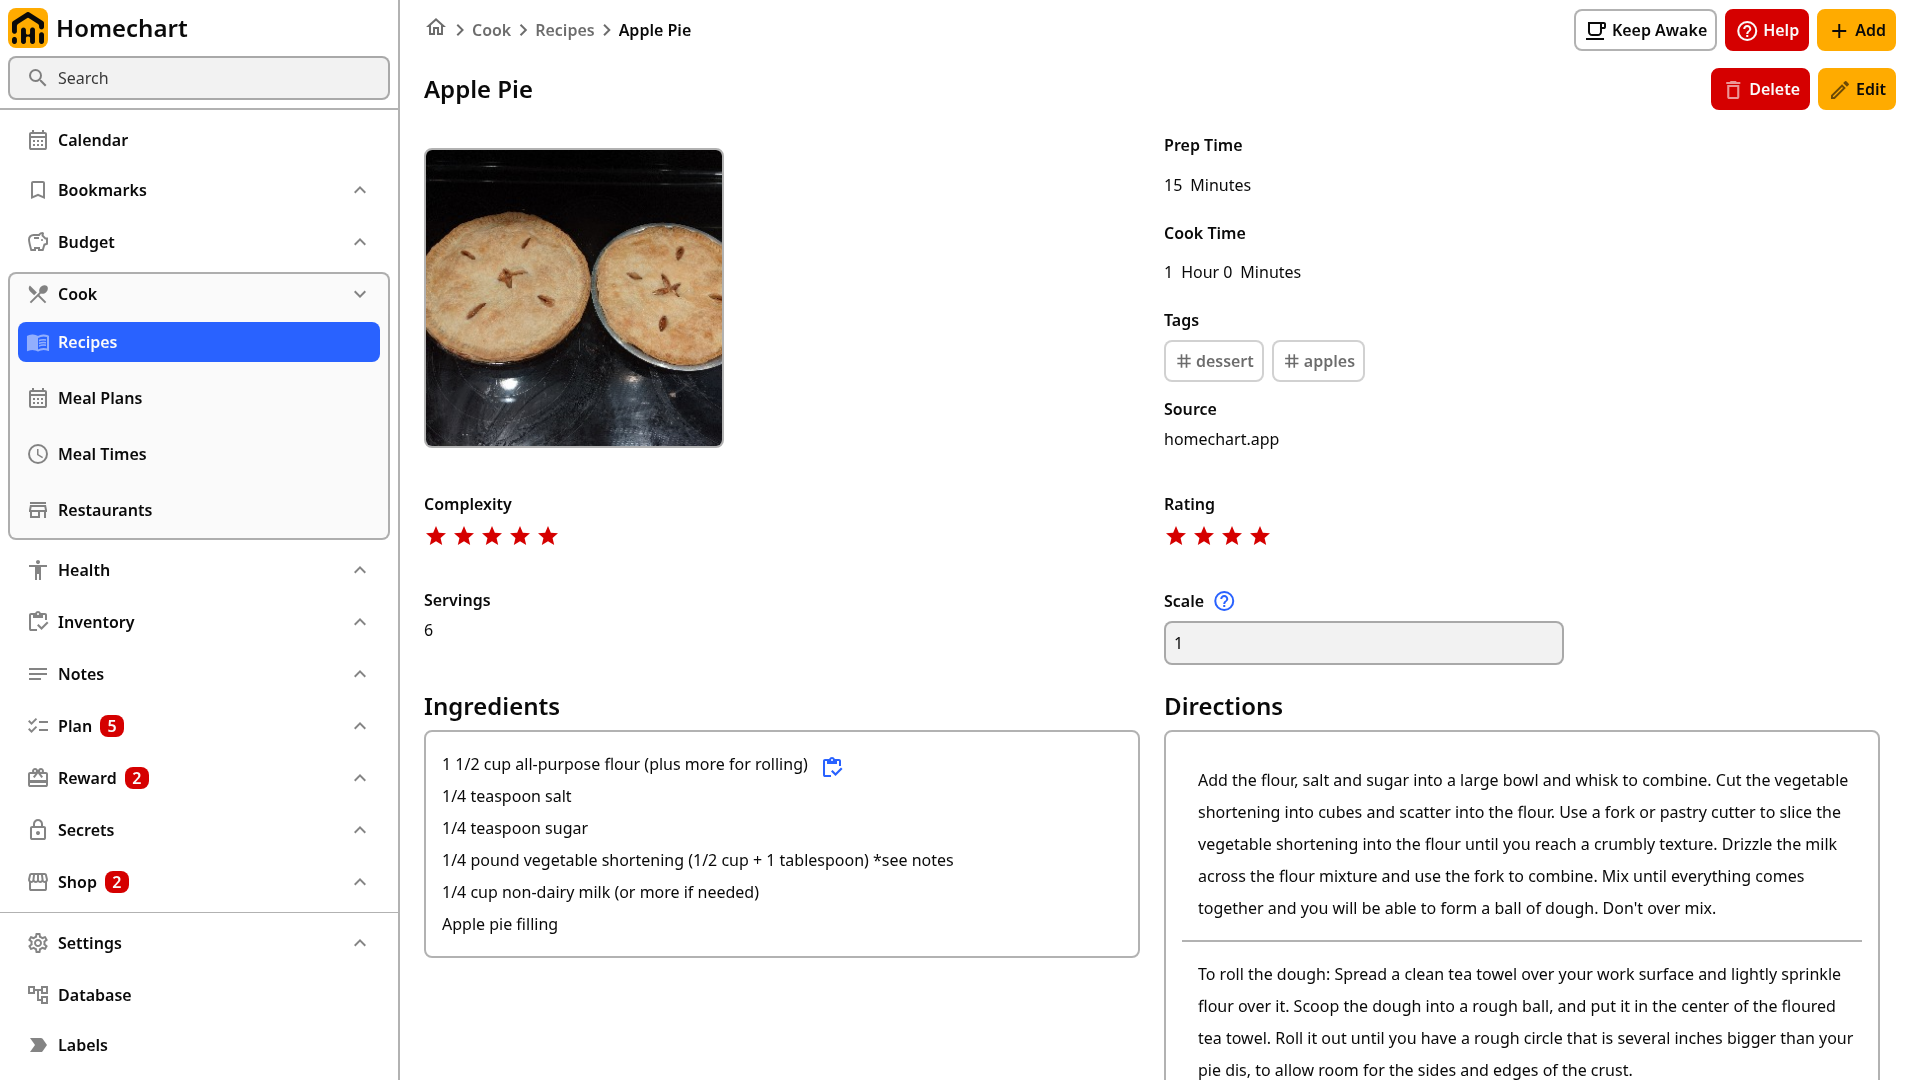 Homechart
Search
Calendar
Bookmarks
Budget
Cook
Recipes
Meal Plans
Meal Times
Restaurants
Health
Inventory
Notes
Plan 5
Reward 2
Secrets
Shop 2
Settings
Database
Labels
Cook Recipes Apple Pie
Keep Awake Help Add
Apple Pie
Delete Edit
Prep Time
15 Minutes
Cook Time
1 Hour 0 Minutes
Tags
# dessert # apples
Source
homechart.app
Complexity
Rating
Servings
6
Scale
1
Ingredients
1 1/2 cup all-purpose flour (plus more for rolling)
1/4 teaspoon salt
1/4 teaspoon sugar
1/4 pound vegetable shortening (1/2 cup + 1 tablespoon) *see notes
1/4 cup non-dairy milk (or more if needed)
Apple pie filling
Directions
Add the flour, salt and sugar into a large bowl and whisk to combine. Cut the vegetable
shortening into cubes and scatter into the flour. Use a fork or pastry cutter to slice the
vegetable shortening into the flour until you reach a crumbly texture. Drizzle the milk
across the flour mixture and use the fork to combine. Mix until everything comes
together and you will be able to form a ball of dough. Don't over mix.
To roll the dough: Spread a clean tea towel over your work surface and lightly sprinkle
flour over it. Scoop the dough into a rough ball, and put it in the center of the floured
tea towel. Roll it out until you have a rough circle that is several inches bigger than your
pie dis, to allow room for the sides and edges of the crust.